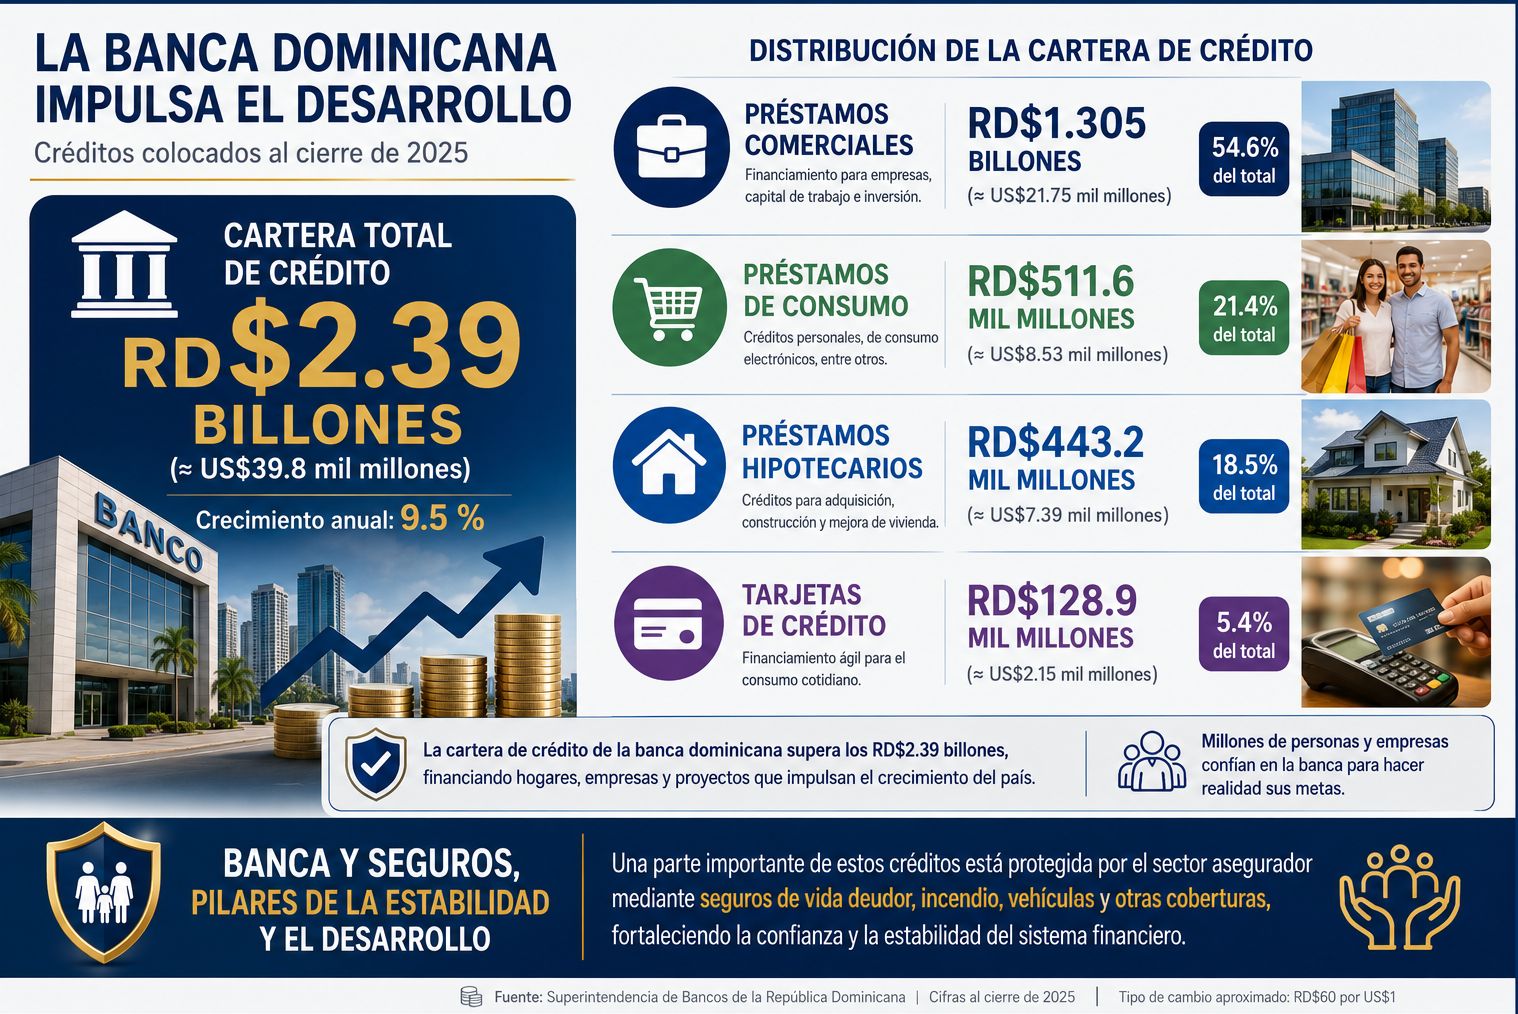 LA BANCA DOMINICANA
IMPULSA EL DESARROLLO
Créditos colocados al cierre de 2025
CARTERA TOTAL
DE CRÉDITO
RD$2.39
BILLONES
(≈ US$39.8 mil millones)
Crecimiento anual: 9.5 %
BANCO
DISTRIBUCIÓN DE LA CARTERA DE CRÉDITO
PRÉSTAMOS
COMERCIALES
Financiamiento para empresas,
capital de trabajo e inversión.
RD$1.305
BILLONES
(≈ US$21.75 mil millones)
54.6%
del total
PRÉSTAMOS
DE CONSUMO
Créditos personales, de consumo
electrónicos, entre otros.
RD$511.6
MIL MILLONES
(≈ US$8.53 mil millones)
21.4%
del total
PRÉSTAMOS
HIPOTECARIOS
Créditos para adquisición,
construcción y mejora de vivienda.
RD$443.2
MIL MILLONES
(≈ US$7.39 mil millones)
18.5%
del total
TARJETAS
DE CRÉDITO
Financiamiento ágil para el
consumo cotidiano.
RD$128.9
MIL MILLONES
(≈ US$2.15 mil millones)
5.4%
del total
La cartera de crédito de la banca dominicana supera los RD$2.39 billones,
financiando hogares, empresas y proyectos que impulsan el crecimiento del país.
Millones de personas y empresas
confían en la banca para hacer
realidad sus metas.
BANCA Y SEGUROS,
PILARES DE LA ESTABILIDAD
Y EL DESARROLLO
Una parte importante de estos créditos está protegida por el sector asegurador
mediante seguros de vida deudor, incendio, vehículas y otras coberturas,
fortaleciendo la confianza y la estabilidad del sistema financiero.
Fuente: Superintendencia de Bancos de la República Dominicana | Cifras al cierre de 2025 | Tipo de cambio aproximado: RD$60 por US$1